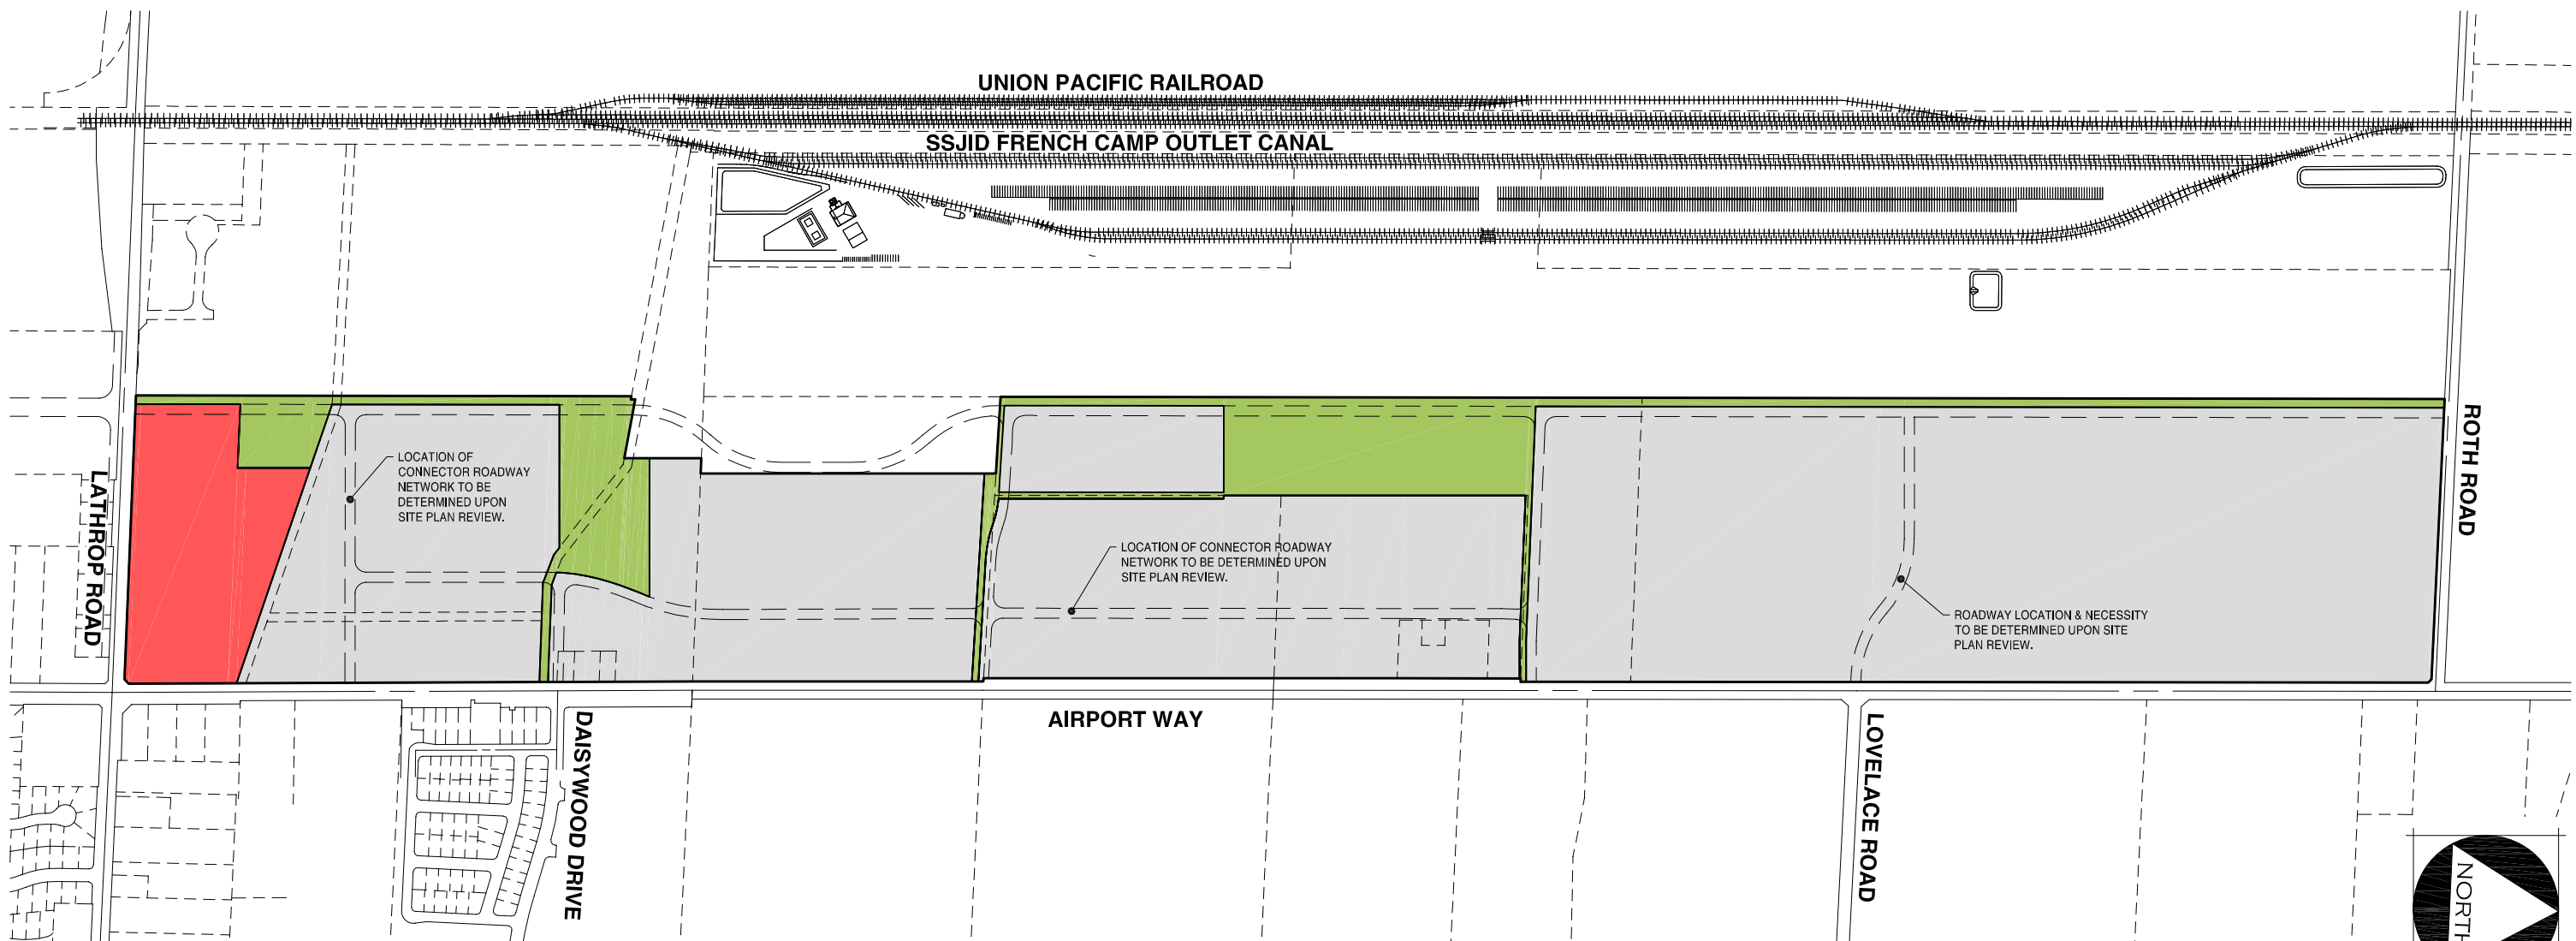 UNION PACIFIC RAILROAD
SSJID FRENCH CAMP OUTLET CANAL
LATHROP ROAD
LOCATION OF
CONNECTOR ROADWAY
NETWORK TO BE
DETERMINED UPON
SITE PLAN REVIEW.
LOCATION OF CONNECTOR ROADWAY
NETWORK TO BE DETERMINED UPON
SITE PLAN REVIEW.
ROADWAY LOCATION & NECESSITY
TO BE DETERMINED UPON SITE
PLAN REVIEW.
ROTH ROAD
AIRPORT WAY
DAISYWOOD DRIVE
LOVELACE ROAD
NORTH